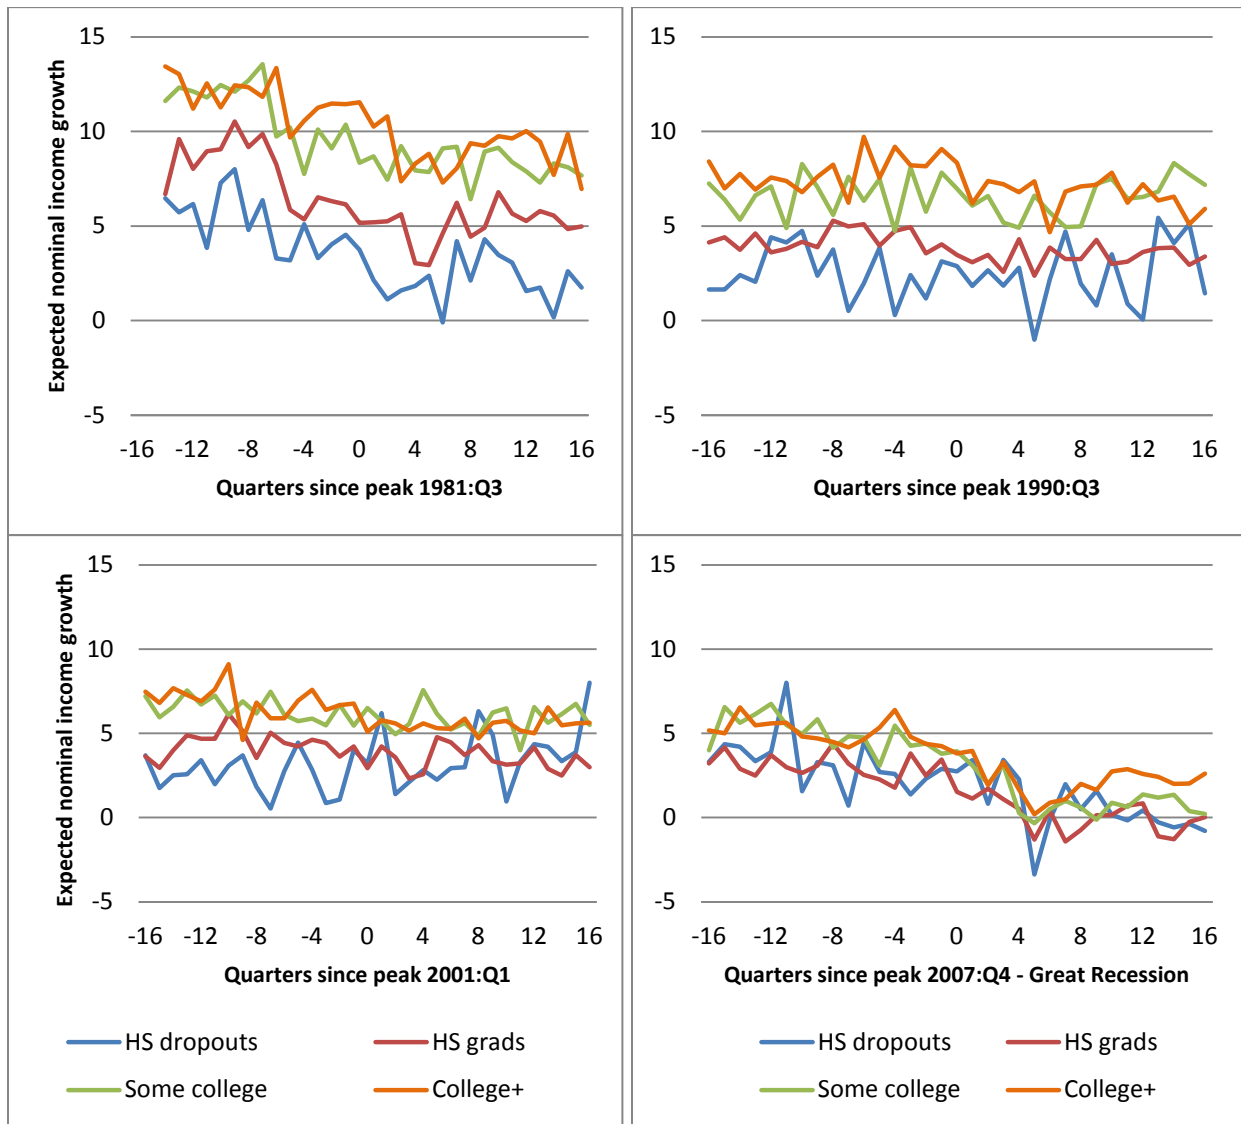 Expected nominal income growth
15
10
5
0
-5
-16 -12 -8 -4 0 4 8 12 16
Quarters since peak 1981:Q3
15
10
5
0
-5
-16 -12 -8 -4 0 4 8 12 16
Quarters since peak 1990:Q3
Expected nominal income growth
15
10
5
0
-5
-16 -12 -8 -4 0 4 8 12 16
Quarters since peak 2001:Q1
HS dropouts HS grads
Some college College+
15
10
5
0
-5
-16 -12 -8 -4 0 4 8 12 16
Quarters since peak 2007:Q4 - Great Recession
HS dropouts HS grads
Some college College+